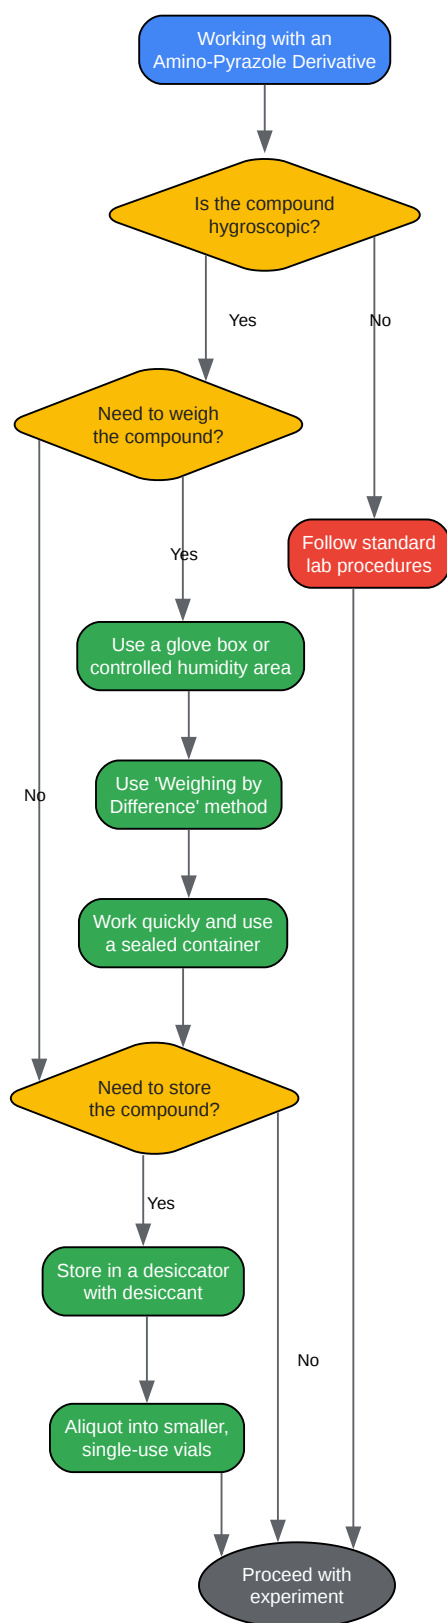 Working with an
Amino-Pyrazole Derivative
Is the compound
hygroscopic?
Yes
No
Need to weigh
the compound?
Yes
Follow standard
lab procedures
Use a glove box or
controlled humidity area
No
Use 'Weighing by
Difference' method
Work quickly and use
a sealed container
Need to store
the compound?
Yes
Store in a desiccator
with desiccant
No
Aliquot into smaller,
single-use vials
Proceed with
experiment